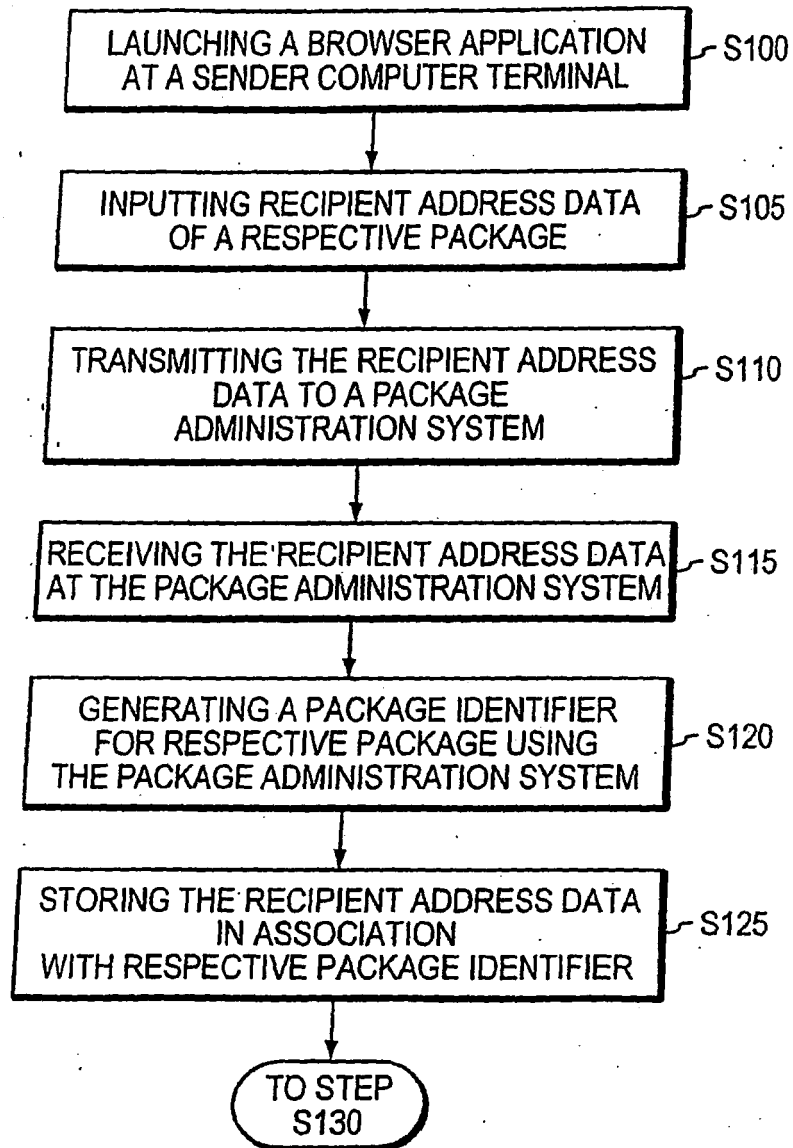 LAUNCHING A BROWSER APPLICATION
AT A SENDER COMPUTER TERMINAL
S100
INPUTTING RECIPIENT ADDRESS DATA
OF A RESPECTIVE PACKAGE
S105
TRANSMITTING THE RECIPIENT ADDRESS
DATA TO A PACKAGE
ADMINISTRATION SYSTEM
S110
RECEIVING THE RECIPIENT ADDRESS DATA
AT THE PACKAGE ADMINISTRATION SYSTEM
S115
GENERATING A PACKAGE IDENTIFIER
FOR RESPECTIVE PACKAGE USING
THE PACKAGE ADMINISTRATION SYSTEM
S120
STORING THE RECIPIENT ADDRESS DATA
IN ASSOCIATION
WITH RESPECTIVE PACKAGE IDENTIFIER
S125
TO STEP
S130